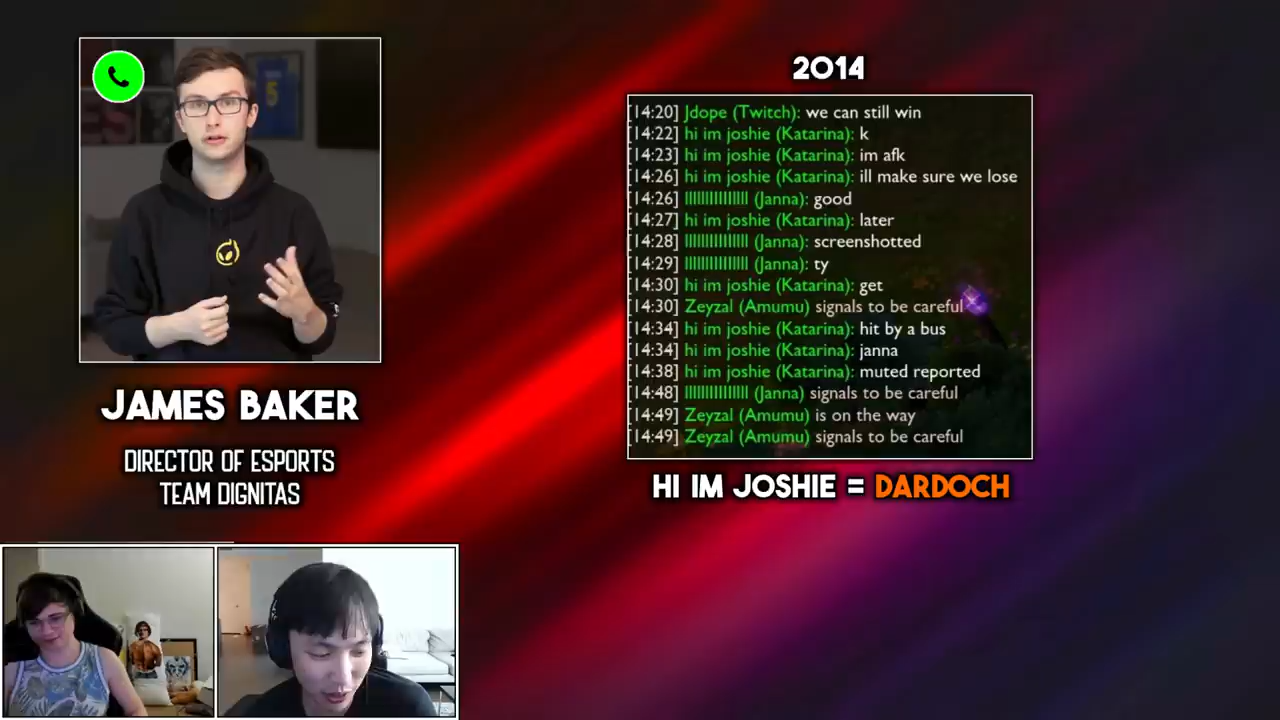 JAMES BAKER
DIRECTOR OF ESPORTS
TEAM DIGNITAS
2014
[14:20] Jdope (Twitch): we can still win
[14:22] hi im joshie (Katarina): k
[14:23] hi im joshie (Katarina): im afk
[14:26] hi im joshie (Katarina): ill make sure we lose
[14:26] (Janna): good
[14:27] hi im joshie (Katarina): later
[14:28] (Janna): screenshotted
[14:29] (Janna): ty
[14:30] hi im joshie (Katarina): get
[14:30] Zeyzal (Amumu) signals to be careful
[14:34] hi im joshie (Katarina): hit by a bus
[14:34] hi im joshie (Katarina): janna
[14:38] hi im joshie (Katarina): muted reported
[14:48] (Janna) signals to be careful
[14:49] Zeyzal (Amumu) is on the way
[14:49] Zeyzal (Amumu) signals to be careful
HI IM JOSHIE = DARDOCH